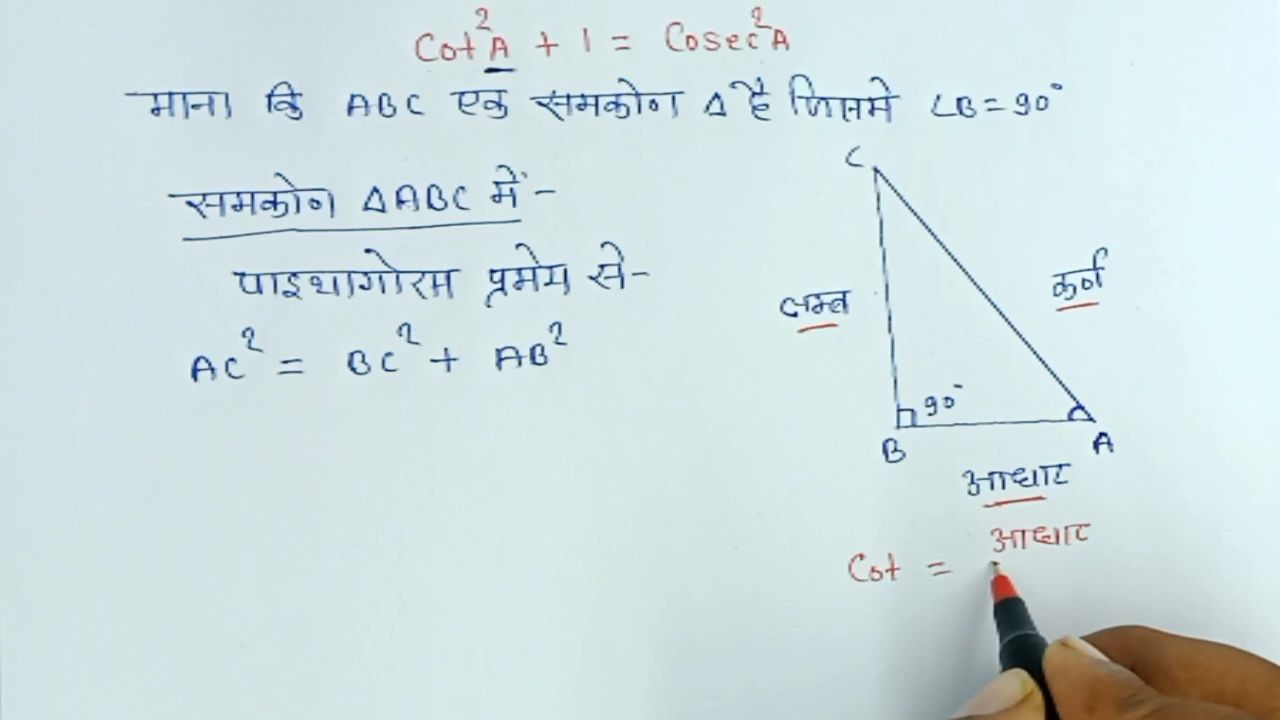 Cot²A + 1 = Cosec²A
माना कि ABC एक समकोण Δ है जिसमे ∠B = 90°
समकोण ΔABC में -
पाइथागोरस प्रमेय से -
AC² = BC² + AB²
C
लम्ब
कर्ण
90°
B
A
आधार
Cot = आधार